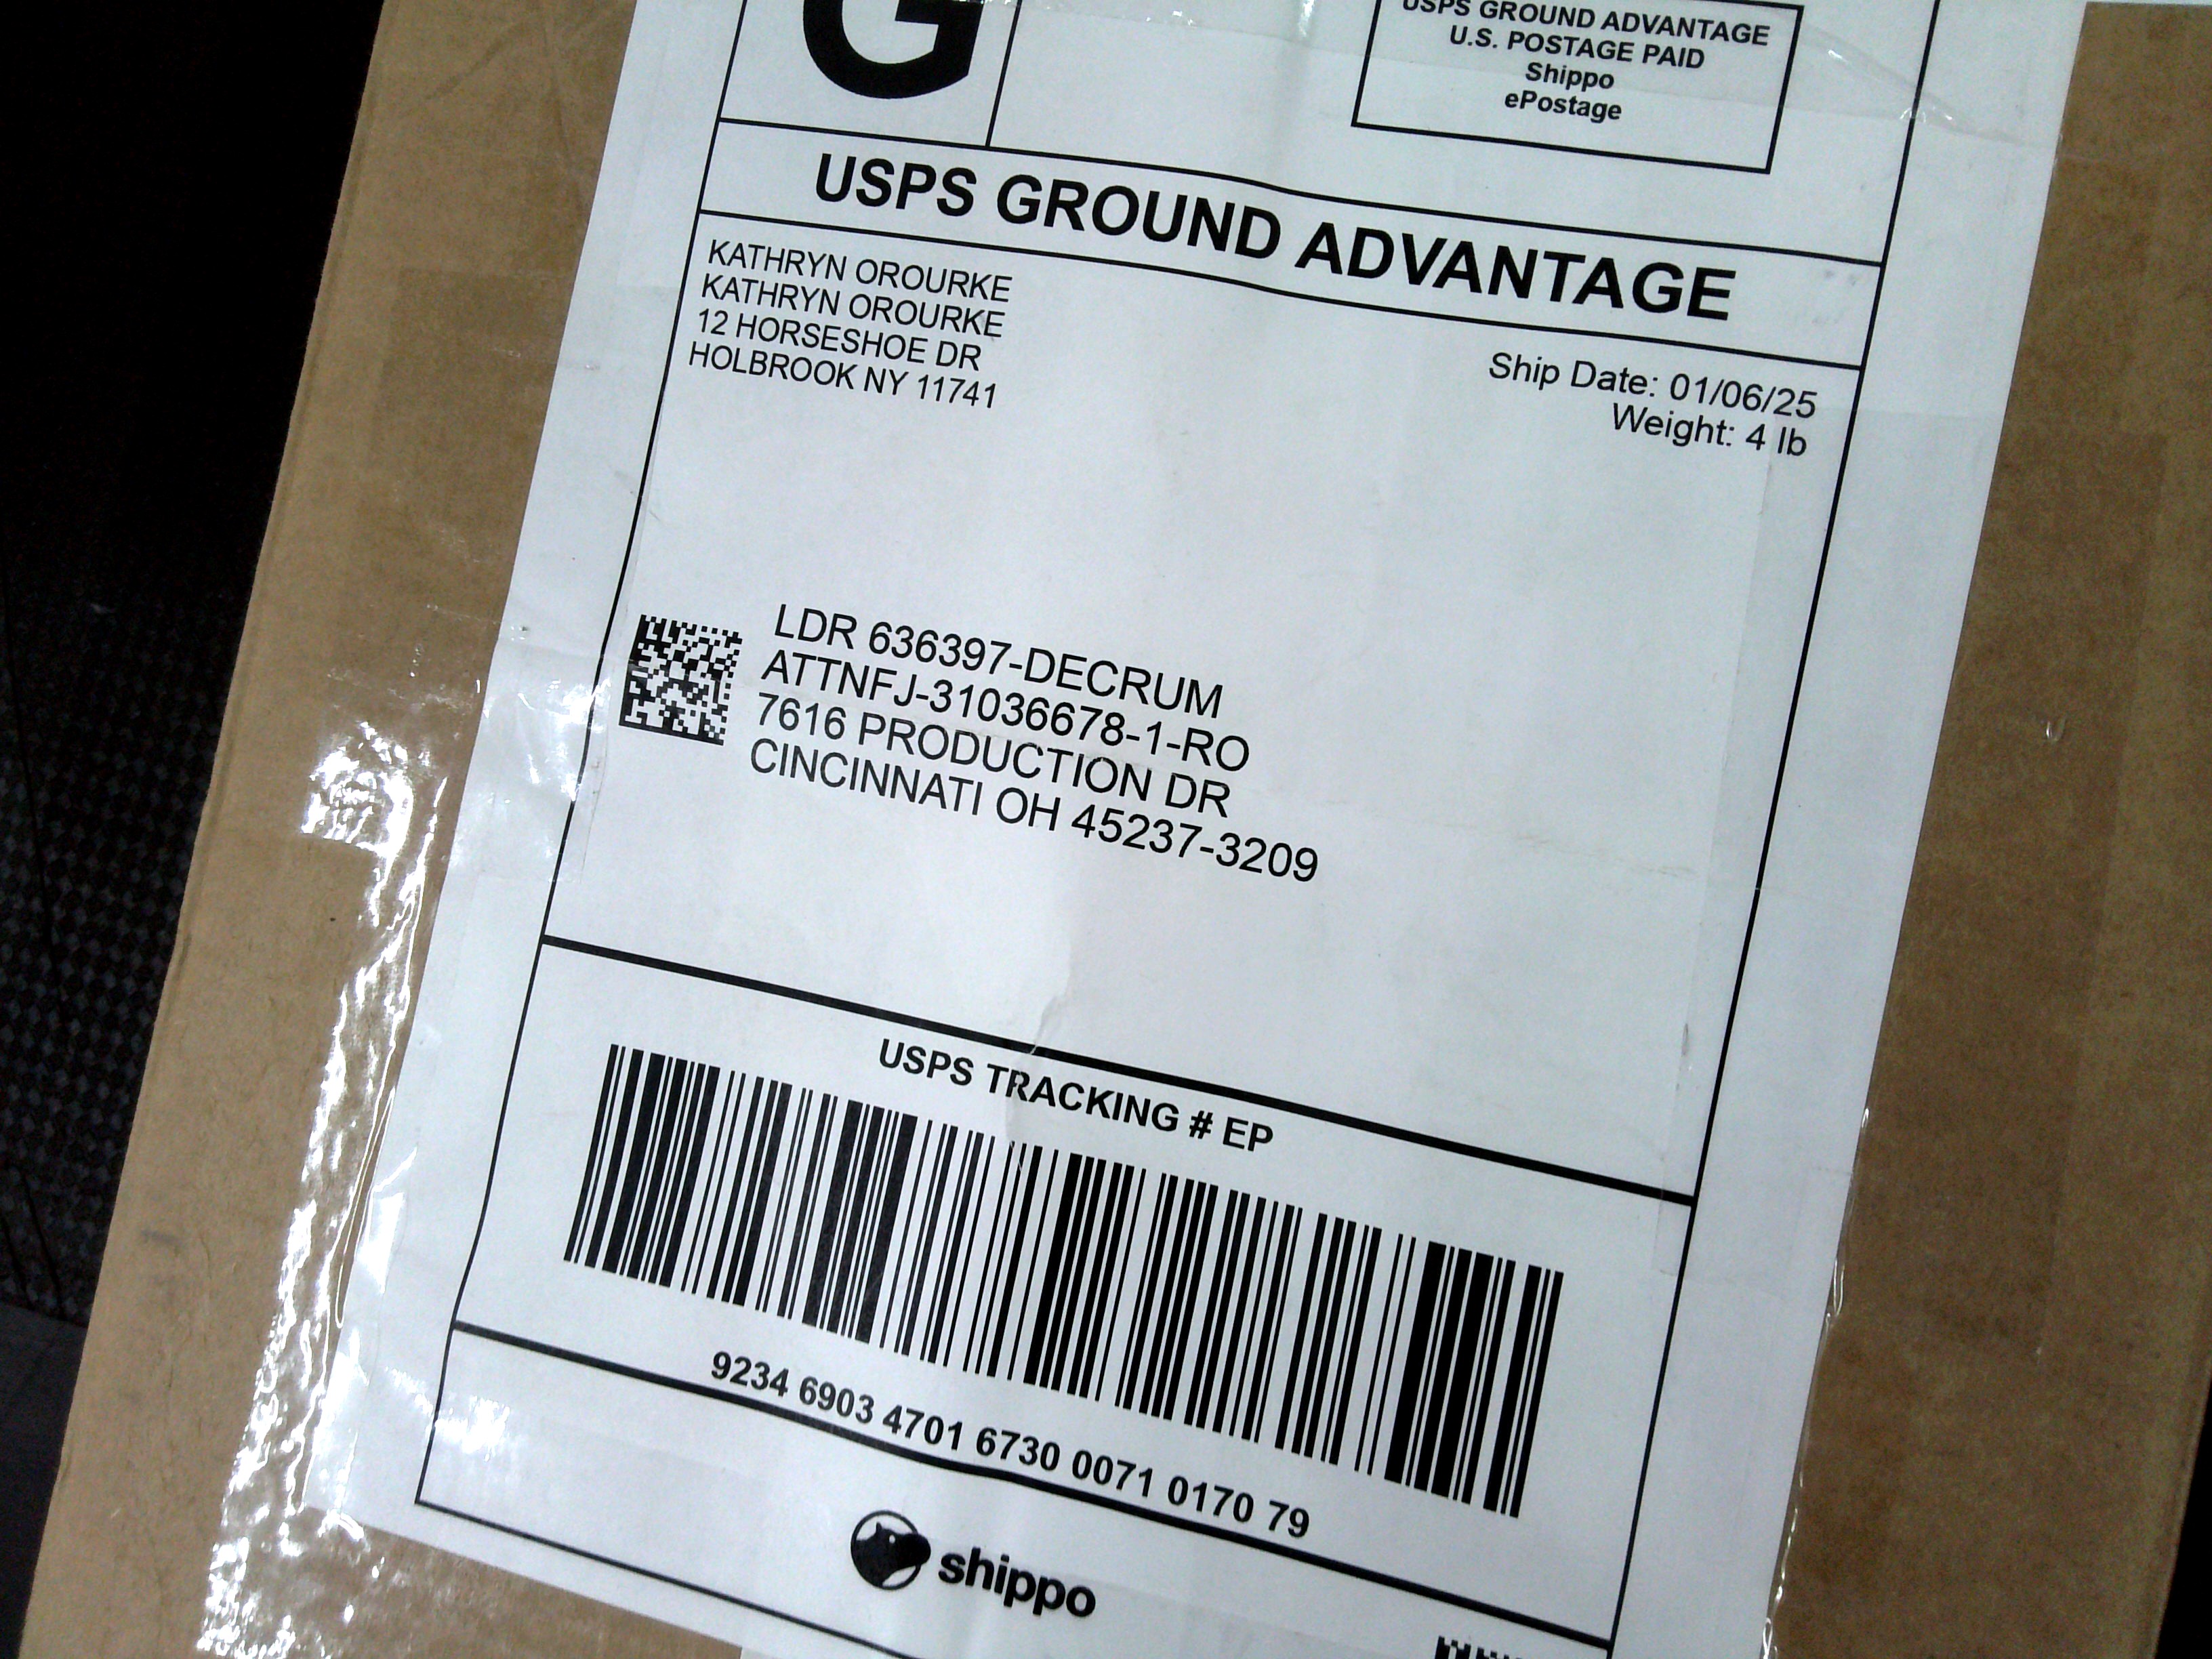 G
USPS GROUND ADVANTAGE
U.S. POSTAGE PAID
Shippo
ePostage
USPS GROUND ADVANTAGE
KATHRYN OROURKE
KATHRYN OROURKE
12 HORSESHOE DR
HOLBROOK NY 11741
Ship Date: 01/06/25
Weight: 4 lb
LDR 636397-DECRUM
ATTNFJ-31036678-1-RO
7616 PRODUCTION DR
CINCINNATI OH 45237-3209
USPS TRACKING # EP
9234 6903 4701 6730 0071 0170 79
shippo